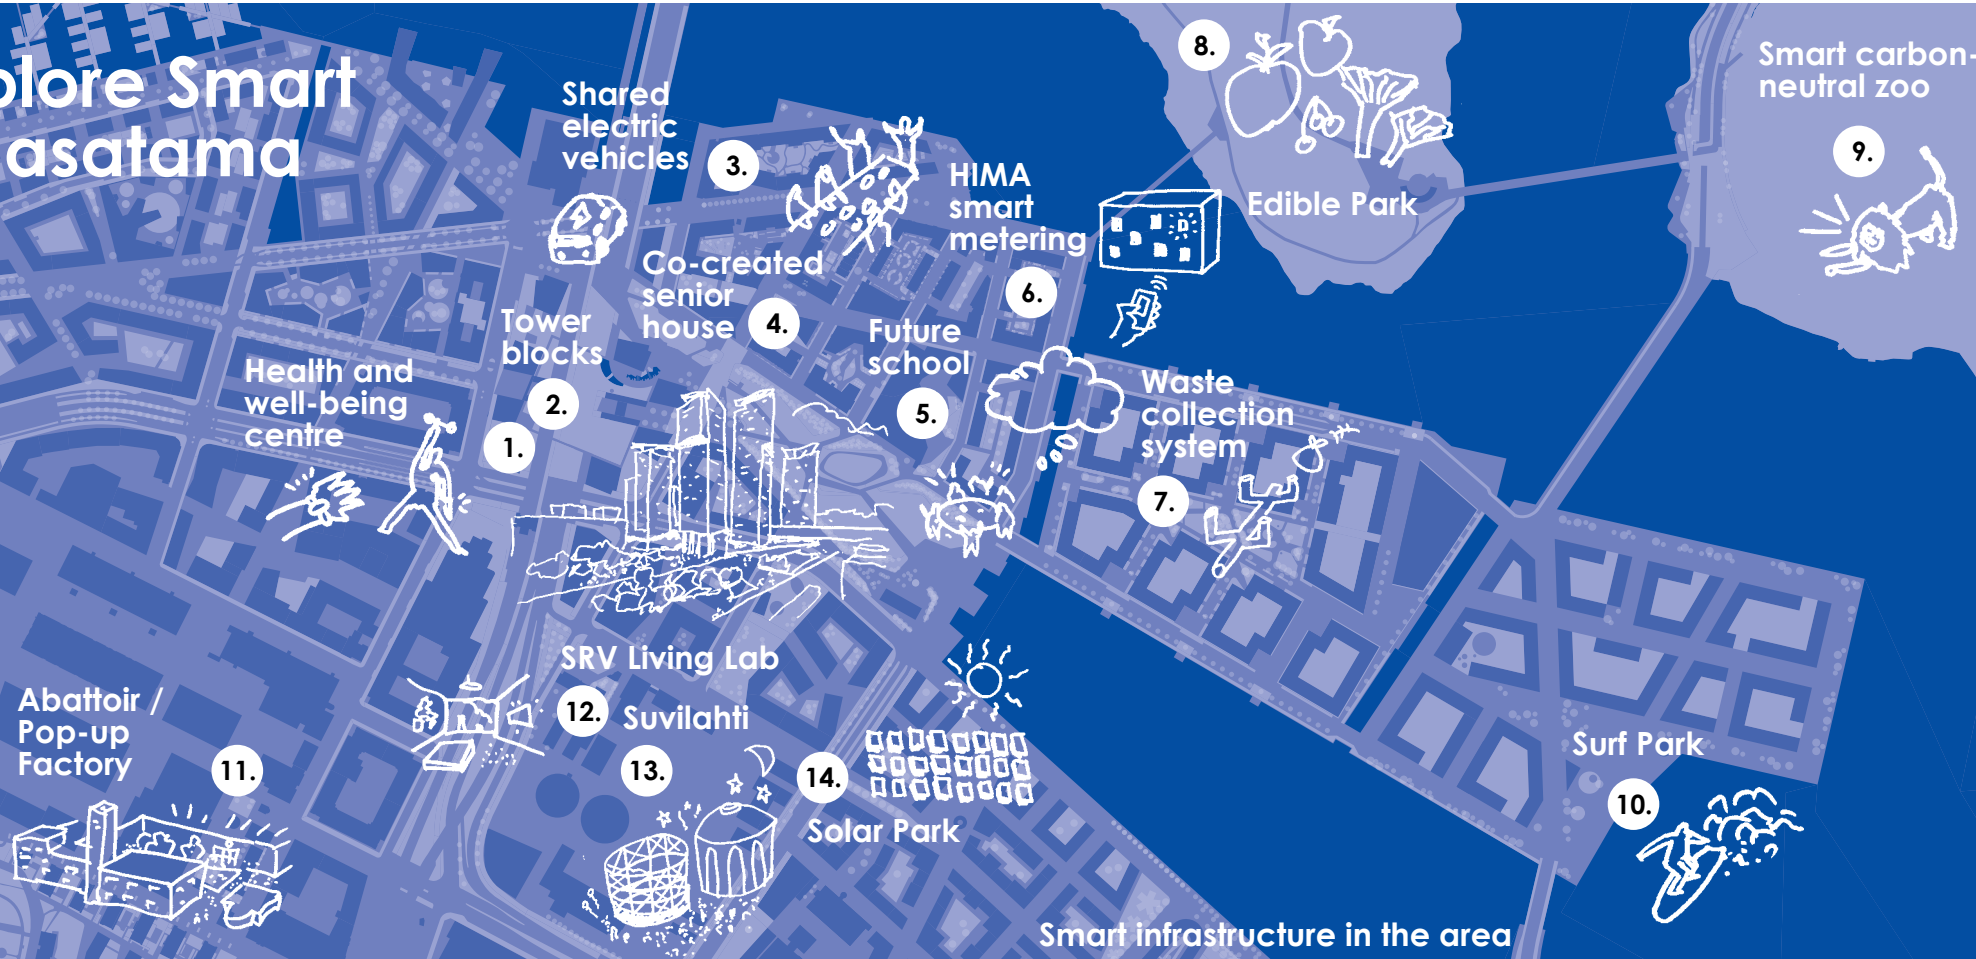 plore Smart
asatama
Shared
electric
vehicles
3.
HIMA
smart
metering
6.
8.
Edible Park
Smart carbon-
neutral zoo
9.
Co-created
senior
house
4.
Tower
blocks
2.
Future
school
5.
Health and
well-being
centre
1.
Waste
collection
system
7.
SRV Living Lab
12.
Suvilahti
13.
14.
Solar Park
Abattoir /
Pop-up
Factory
11.
Surf Park
10.
Smart infrastructure in the area